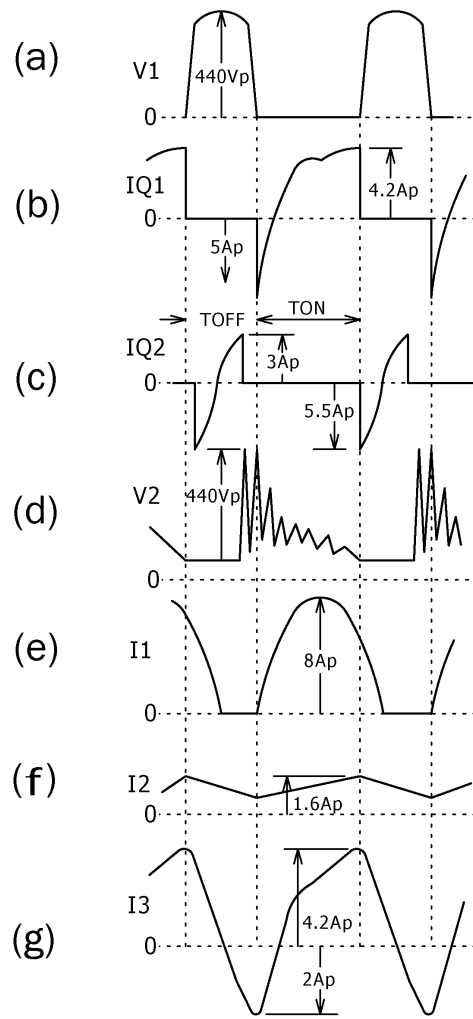 (a)
V1
440Vp
0
(b)
IQ1
4.2Ap
0
5Ap
TOFF
TON
(c)
IQ2
3Ap
0
5.5Ap
(d)
V2
440Vp
0
(e)
I1
8Ap
0
(f)
I2
1.6Ap
0
(g)
I3
4.2Ap
0
2Ap